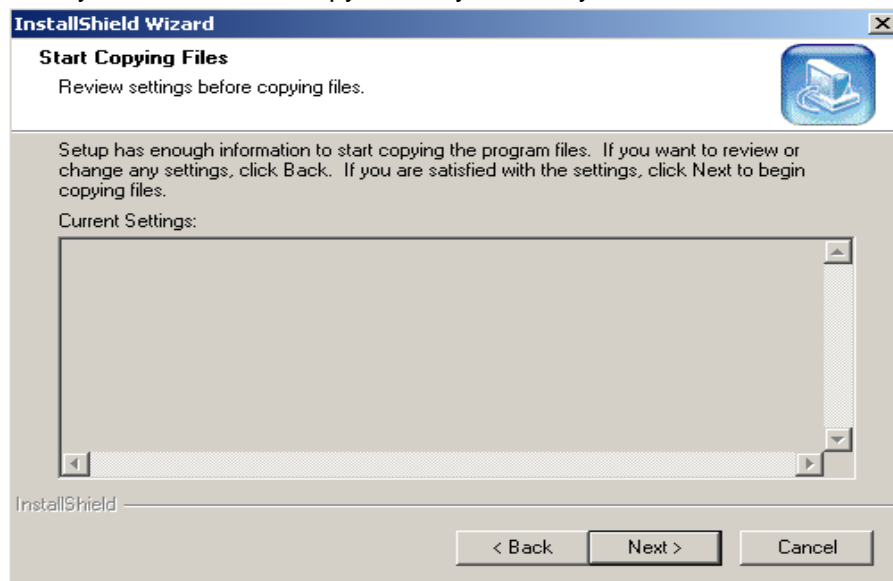 InstallShield Wizard
Start Copying Files
Review settings before copying files.
Setup has enough information to start copying the program files. If you want to review or
change any settings, click Back. If you are satisfied with the settings, click Next to begin
copying files.
Current Settings:
InstallShield
< Back Next > Cancel